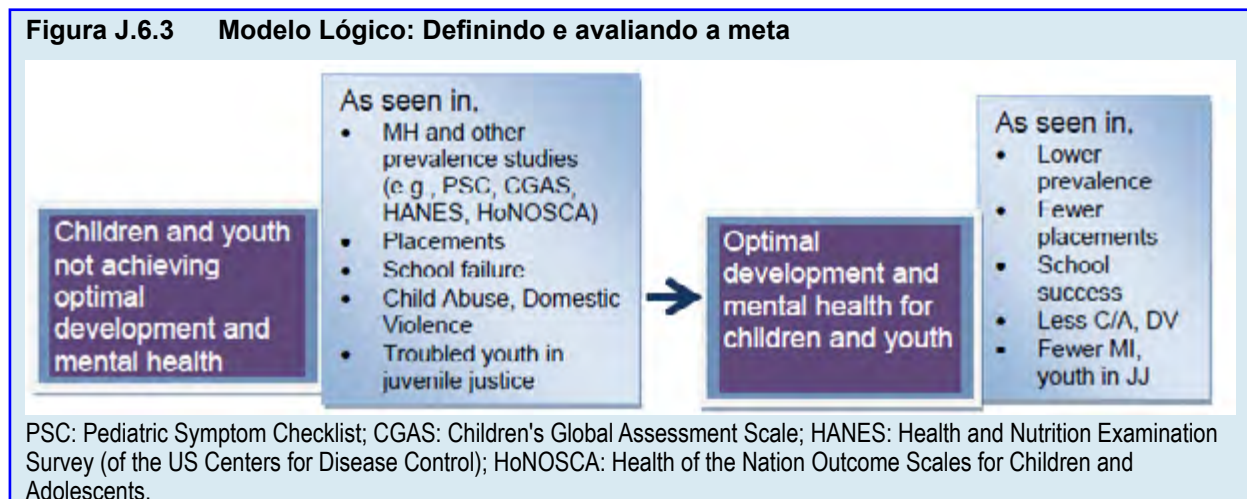 Figura J.6.3 Modelo Lógico: Definindo e avaliando a meta
Children and youth
not achieving
optimal
development and
mental health
As seen in.
• MH and other
prevalence studies
(e.g., PSC, CGAS,
HANES, HoNOSCA)
• Placements
• School failure
• Child Abuse, Domestic
Violence
• Troubled youth in
juvenile justice
Optimal
development and
mental health for
children and youth
As seen in.
• Lower
prevalence
• Fewer
placements
• School
success
• Less C/A, DV
• Fewer MI,
youth in JJ
PSC: Pediatric Symptom Checklist; CGAS: Children's Global Assessment Scale; HANES: Health and Nutrition Examination
Survey (of the US Centers for Disease Control); HoNOSCA: Health of the Nation Outcome Scales for Children and
Adolescents.